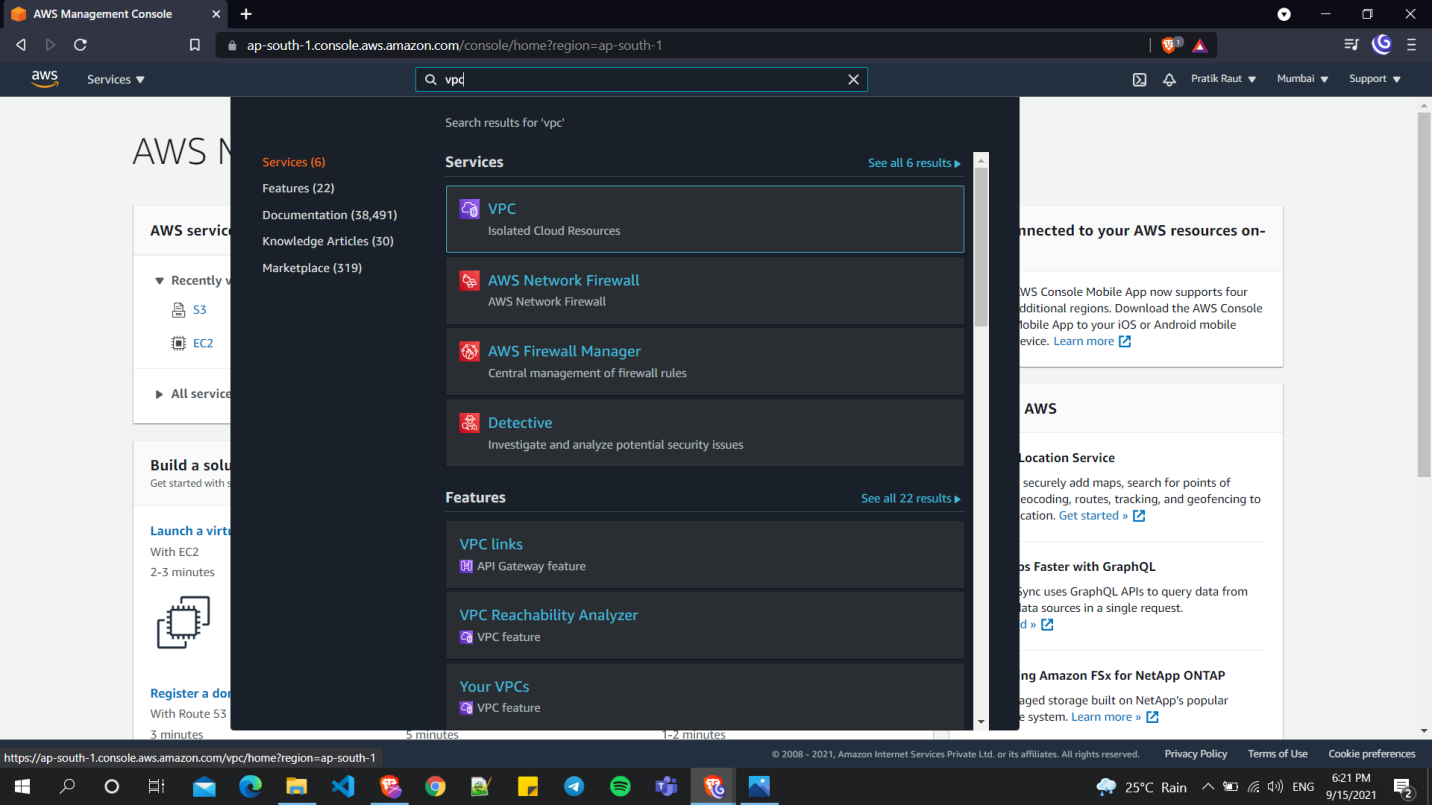 AWS Management Console
ap-south-1.console.aws.amazon.com/console/home?region=ap-south-1
1
aws
Services
vpc
Pratik Raut
Mumbai
Support
AWS M
Search results for 'vpc'
Services (6)
Features (22)
Documentation (38,491)
Knowledge Articles (30)
Marketplace (319)
Services
See all 6 results
VPC
Isolated Cloud Resources
AWS Network Firewall
AWS Network Firewall
AWS Firewall Manager
Central management of firewall rules
Detective
Investigate and analyze potential security issues
Features
See all 22 results
VPC links
API Gateway feature
VPC Reachability Analyzer
VPC feature
Your VPCs
VPC feature
AWS service
Recently v
S3
EC2
All service
Build a solu
Get started with s
Launch a virtu
With EC2
2-3 minutes
Register a dor
With Route 53
3 minutes
5 minutes
1-2 minutes
nnected to your AWS resources on-
WS Console Mobile App now supports four
dditional regions. Download the AWS Console
Mobile App to your iOS or Android mobile
evice. Learn more
AWS
Location Service
securely add maps, search for points of
eocoding, routes, tracking, and geofencing to
cation. Get started »
ps Faster with GraphQL
Sync uses GraphQL APIs to query data from
data sources in a single request.
d »
ng Amazon FSx for NetApp ONTAP
aged storage built on NetApp's popular
e system. Learn more »
https://ap-south-1.console.aws.amazon.com/vpc/home?region=ap-south-1
© 2008 - 2021, Amazon Internet Services Private Ltd. or its affiliates. All rights reserved.
Privacy Policy
Terms of Use
Cookie preferences
25°C Rain
ENG
6:21 PM
9/15/2021
2